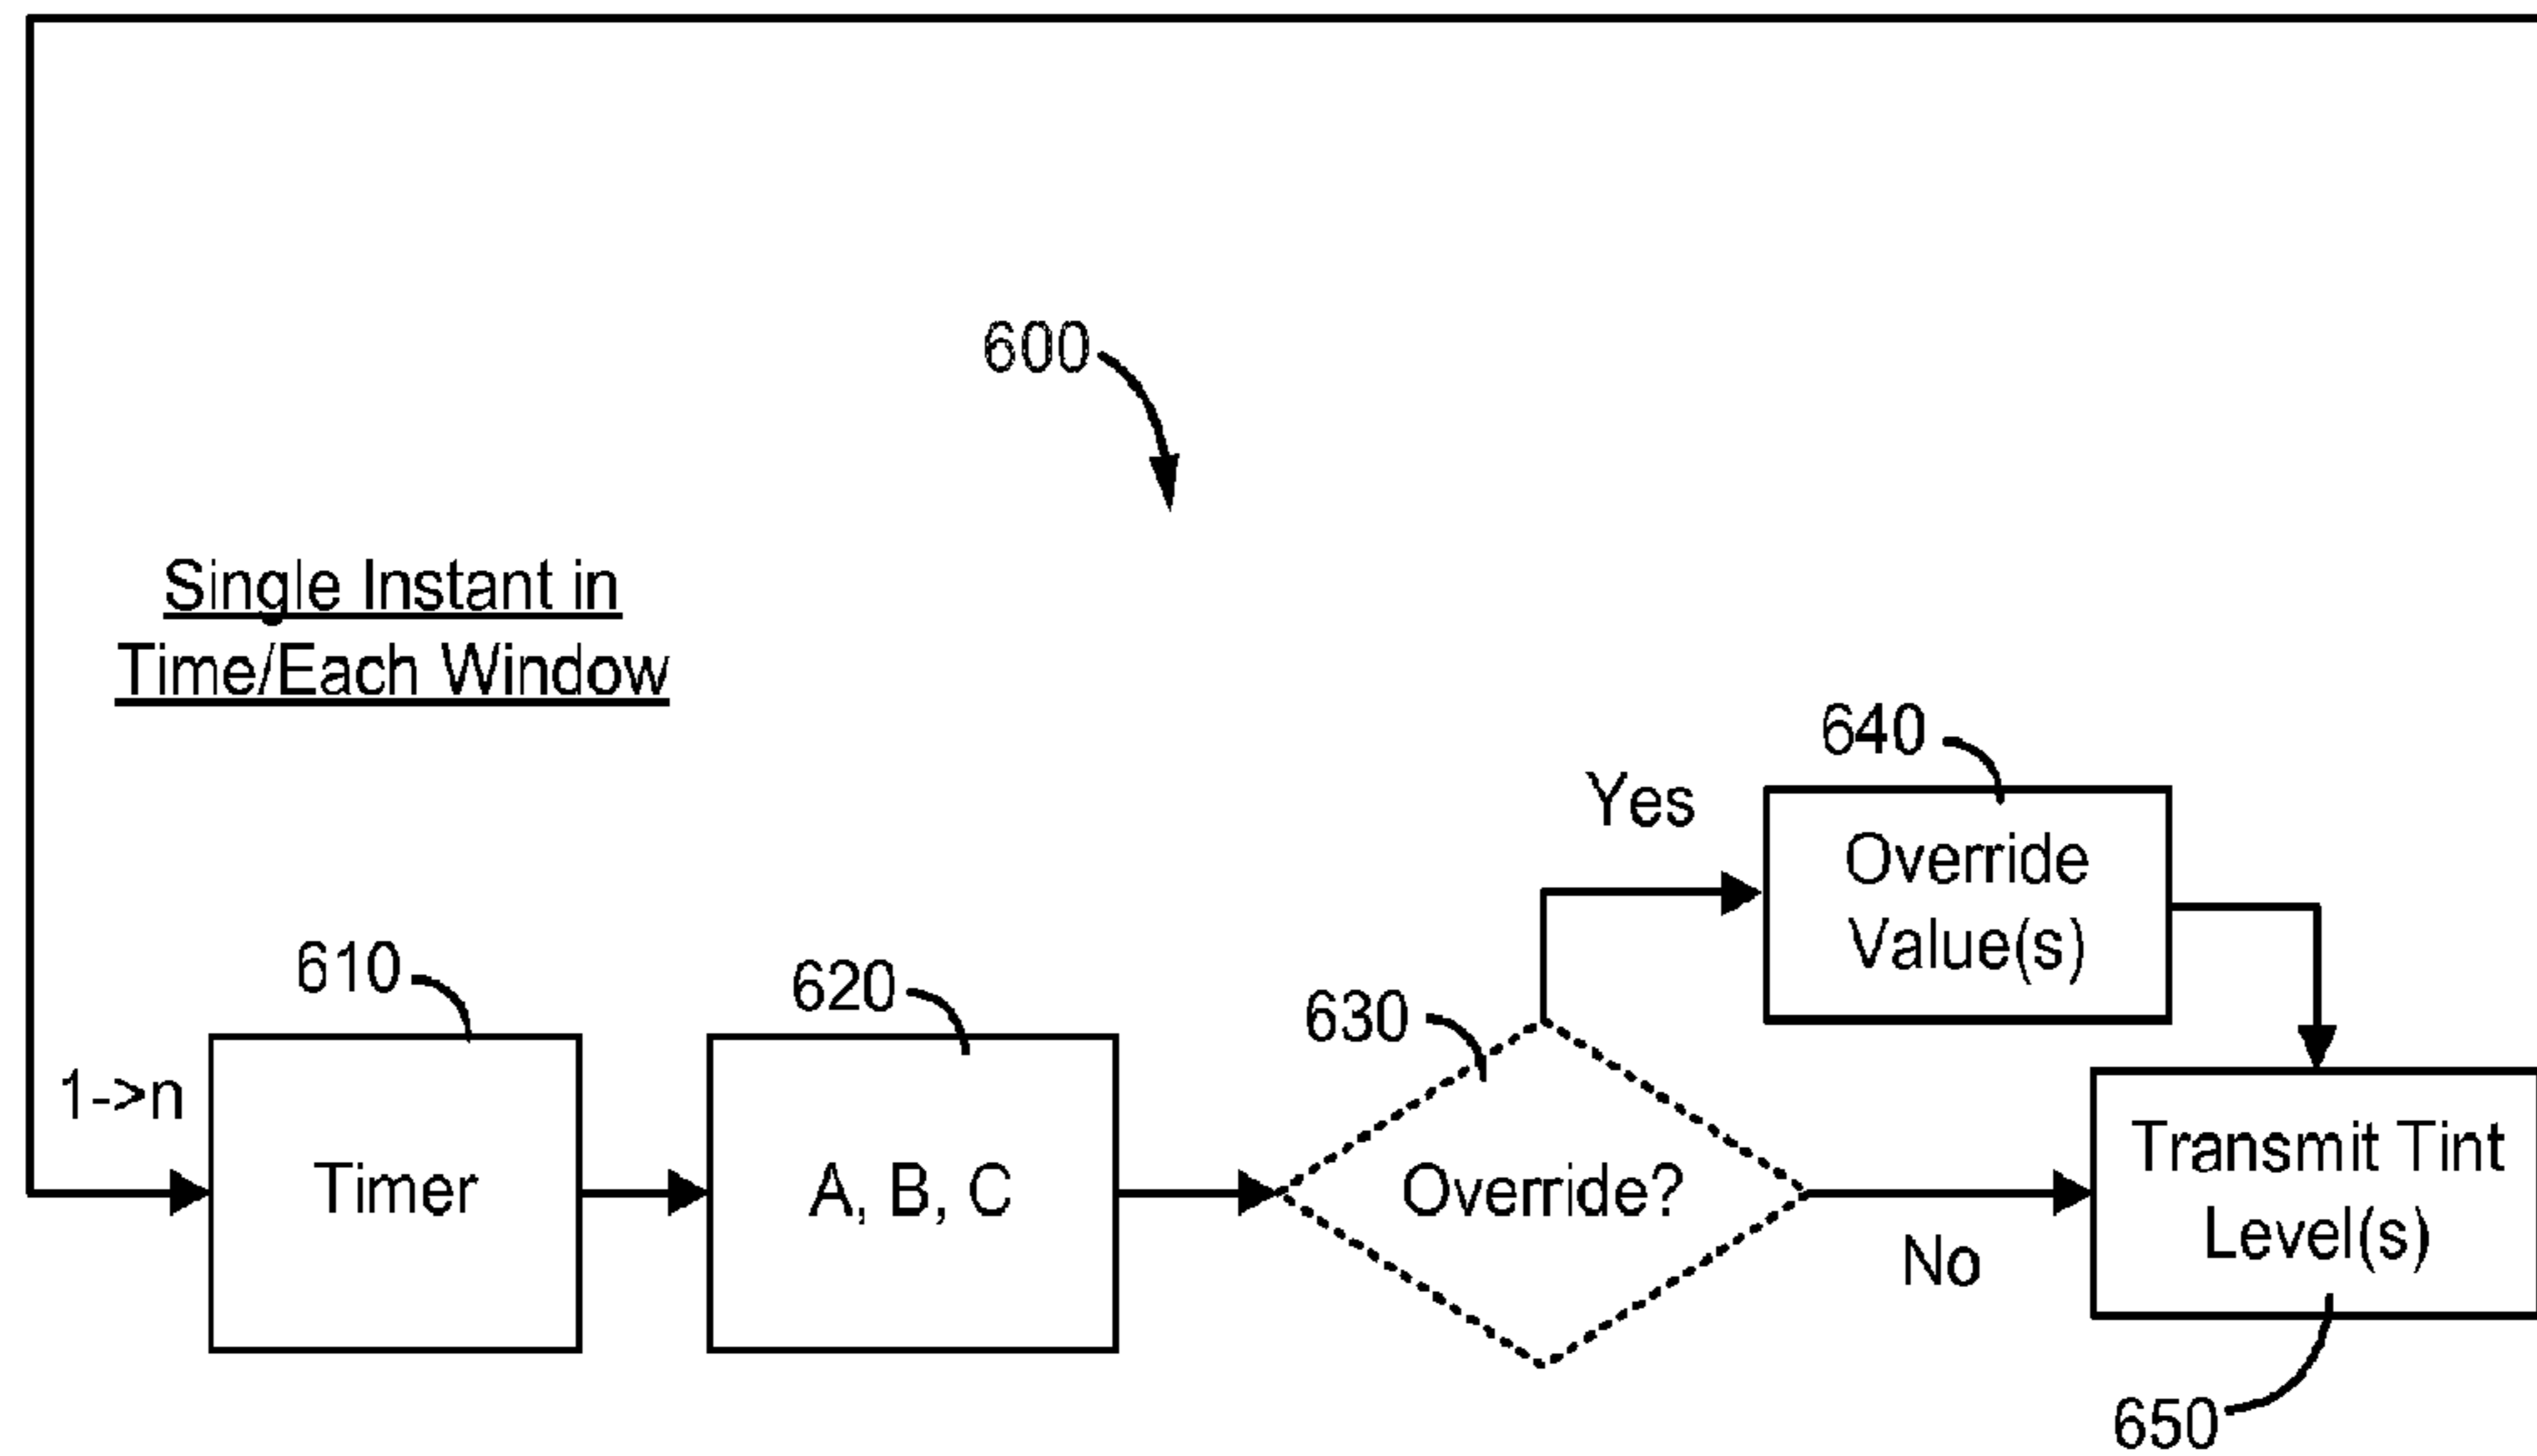 600
Single Instant in
Time/Each Window
640
Yes
Override
Value(s)
610
620
630
1->n
Timer
A, B, C
Override?
No
Transmit Tint
Level(s)
650